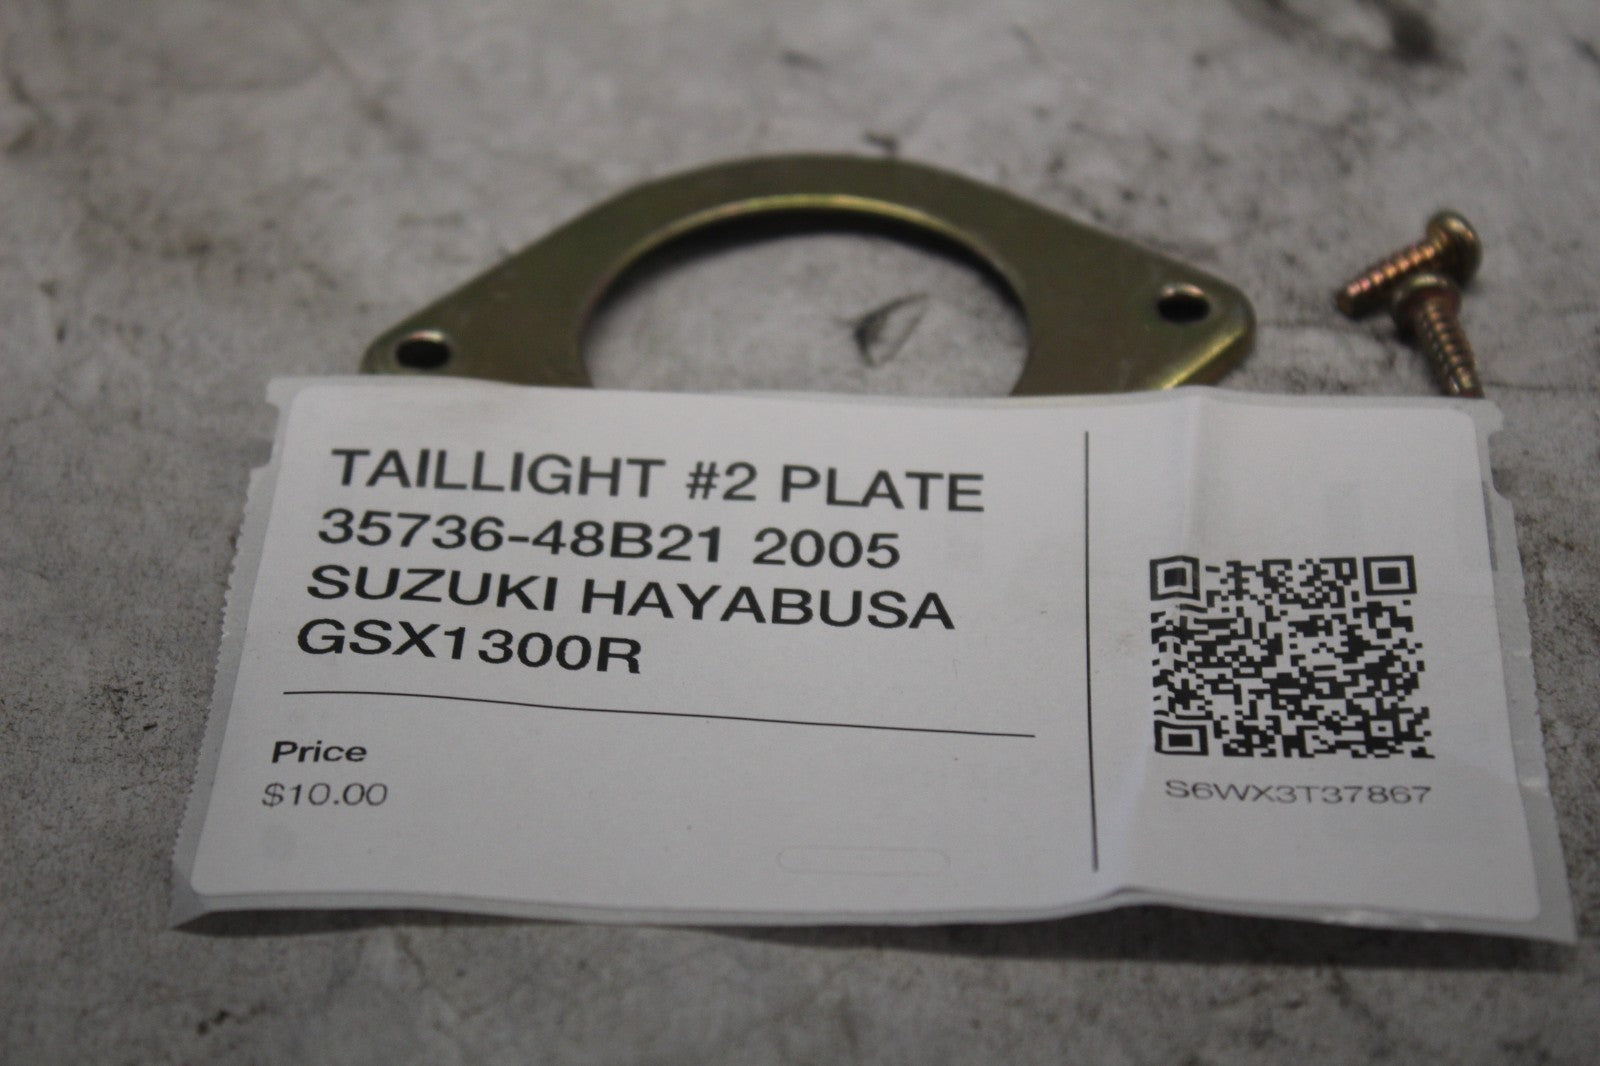 TAILLIGHT #2 PLATE
35736-48B21 2005
SUZUKI HAYABUSA
GSX1300R
Price
$10.00
S6WX3T37867